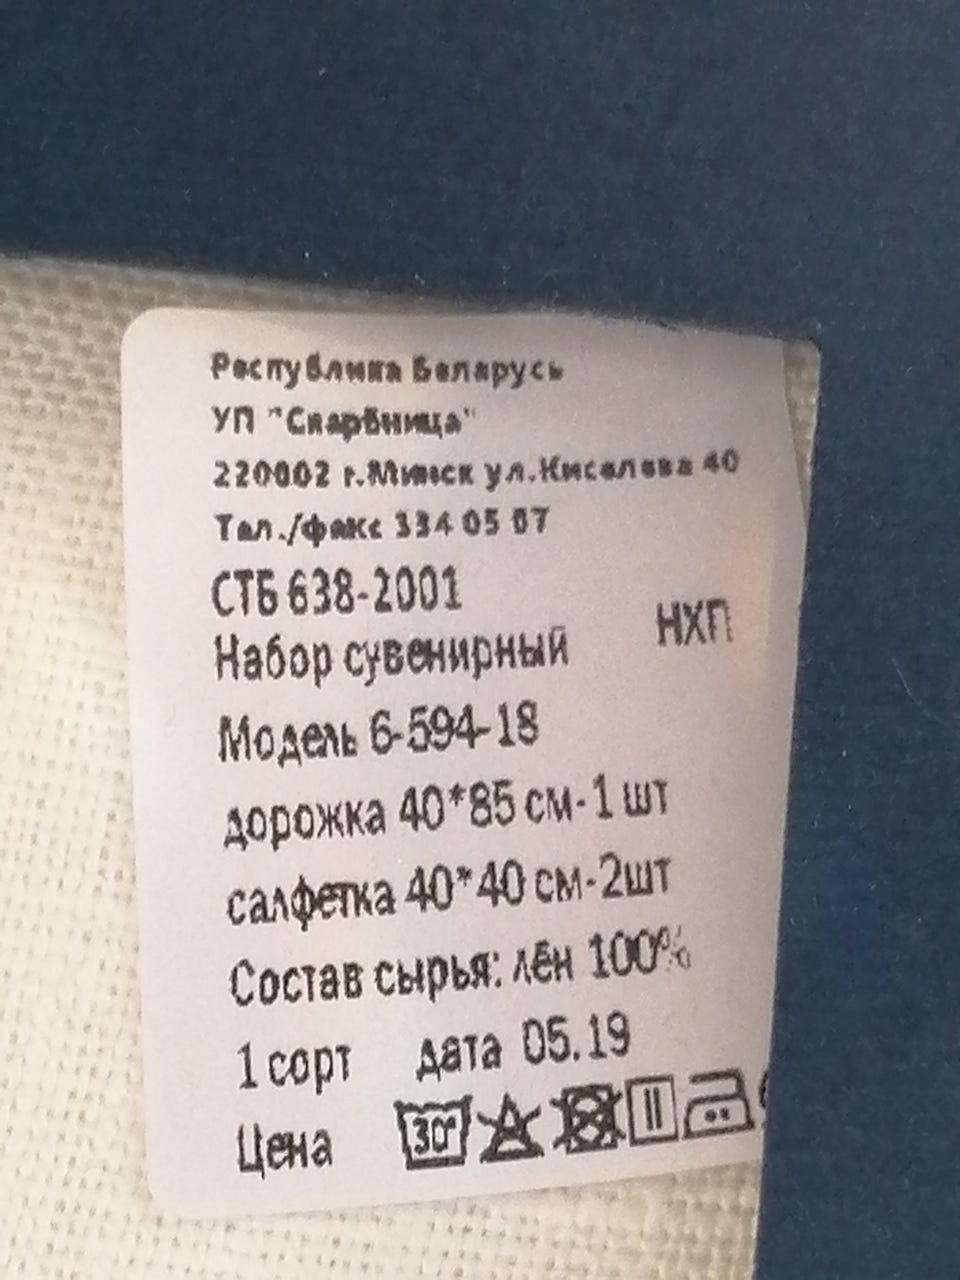 Республика Беларусь
УП "Скарбница"
220002 г.Минск ул.Киселева 40
Тел./факс 334 05 07
СТБ 638-2001
Набор сувенирный НХП
Модель 6-594-18
дорожка 40*85 см-1 шт
салфетка 40*40 см-2шт
Состав сырья: лён 100%
1 сорт дата 05.19
Цена 30°